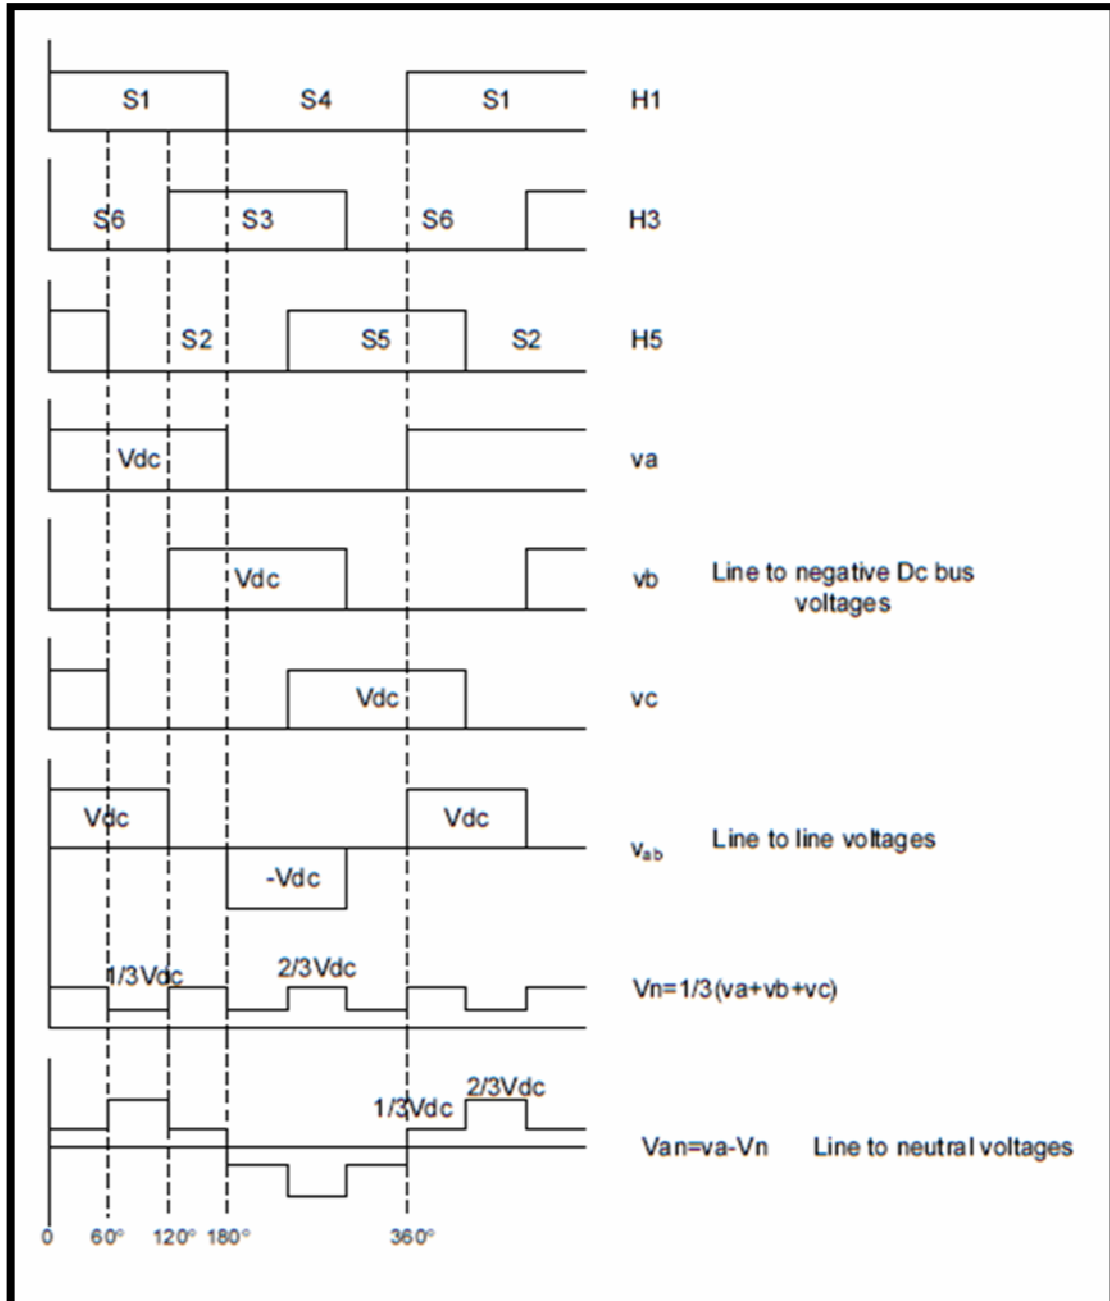 S1 S4 S1 H1
S6 S3 S6 H3
S2 S5 S2 H5
Vdc va
Vdc vb Line to negative Dc bus
voltages
Vdc vc
Vdc Vdc
vab Line to line voltages
-Vdc
1/3Vdc 2/3Vdc
Vn=1/3(va+vb+vc)
2/3Vdc
1/3Vdc
Van=va-Vn Line to neutral voltages
0 60° 120° 180° 360°